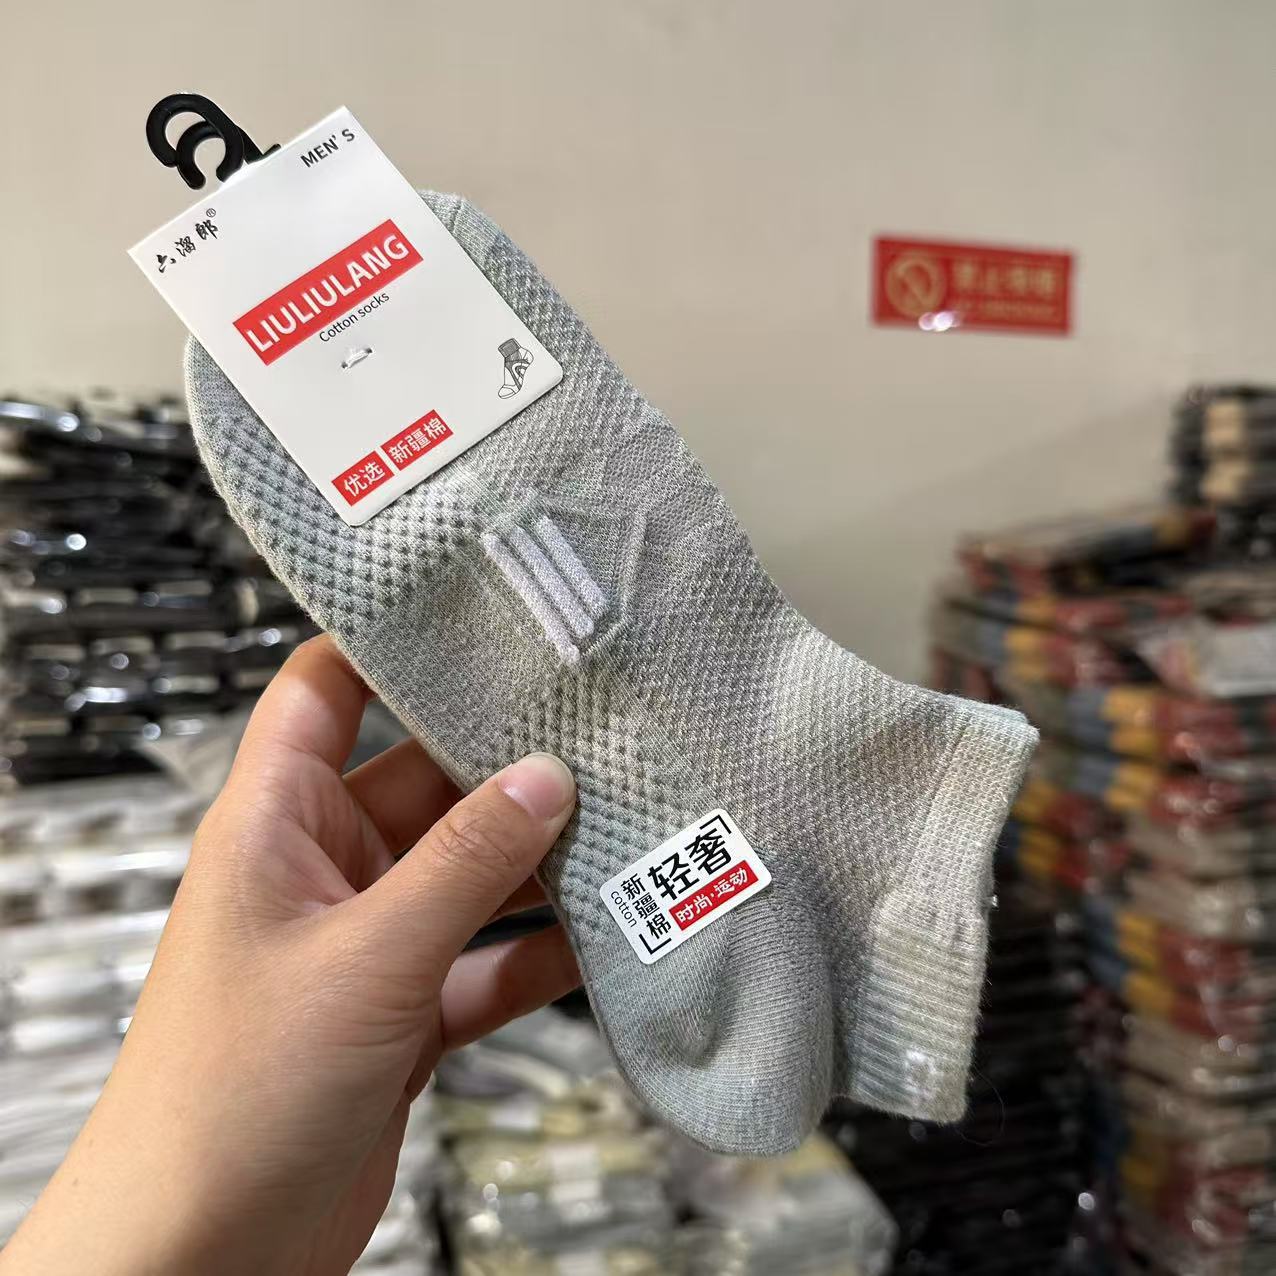 六溜郎®
MEN'S
LIULIULANG
Cotton socks
优选 新疆棉
新疆棉
cotton
轻奢
时尚·运动